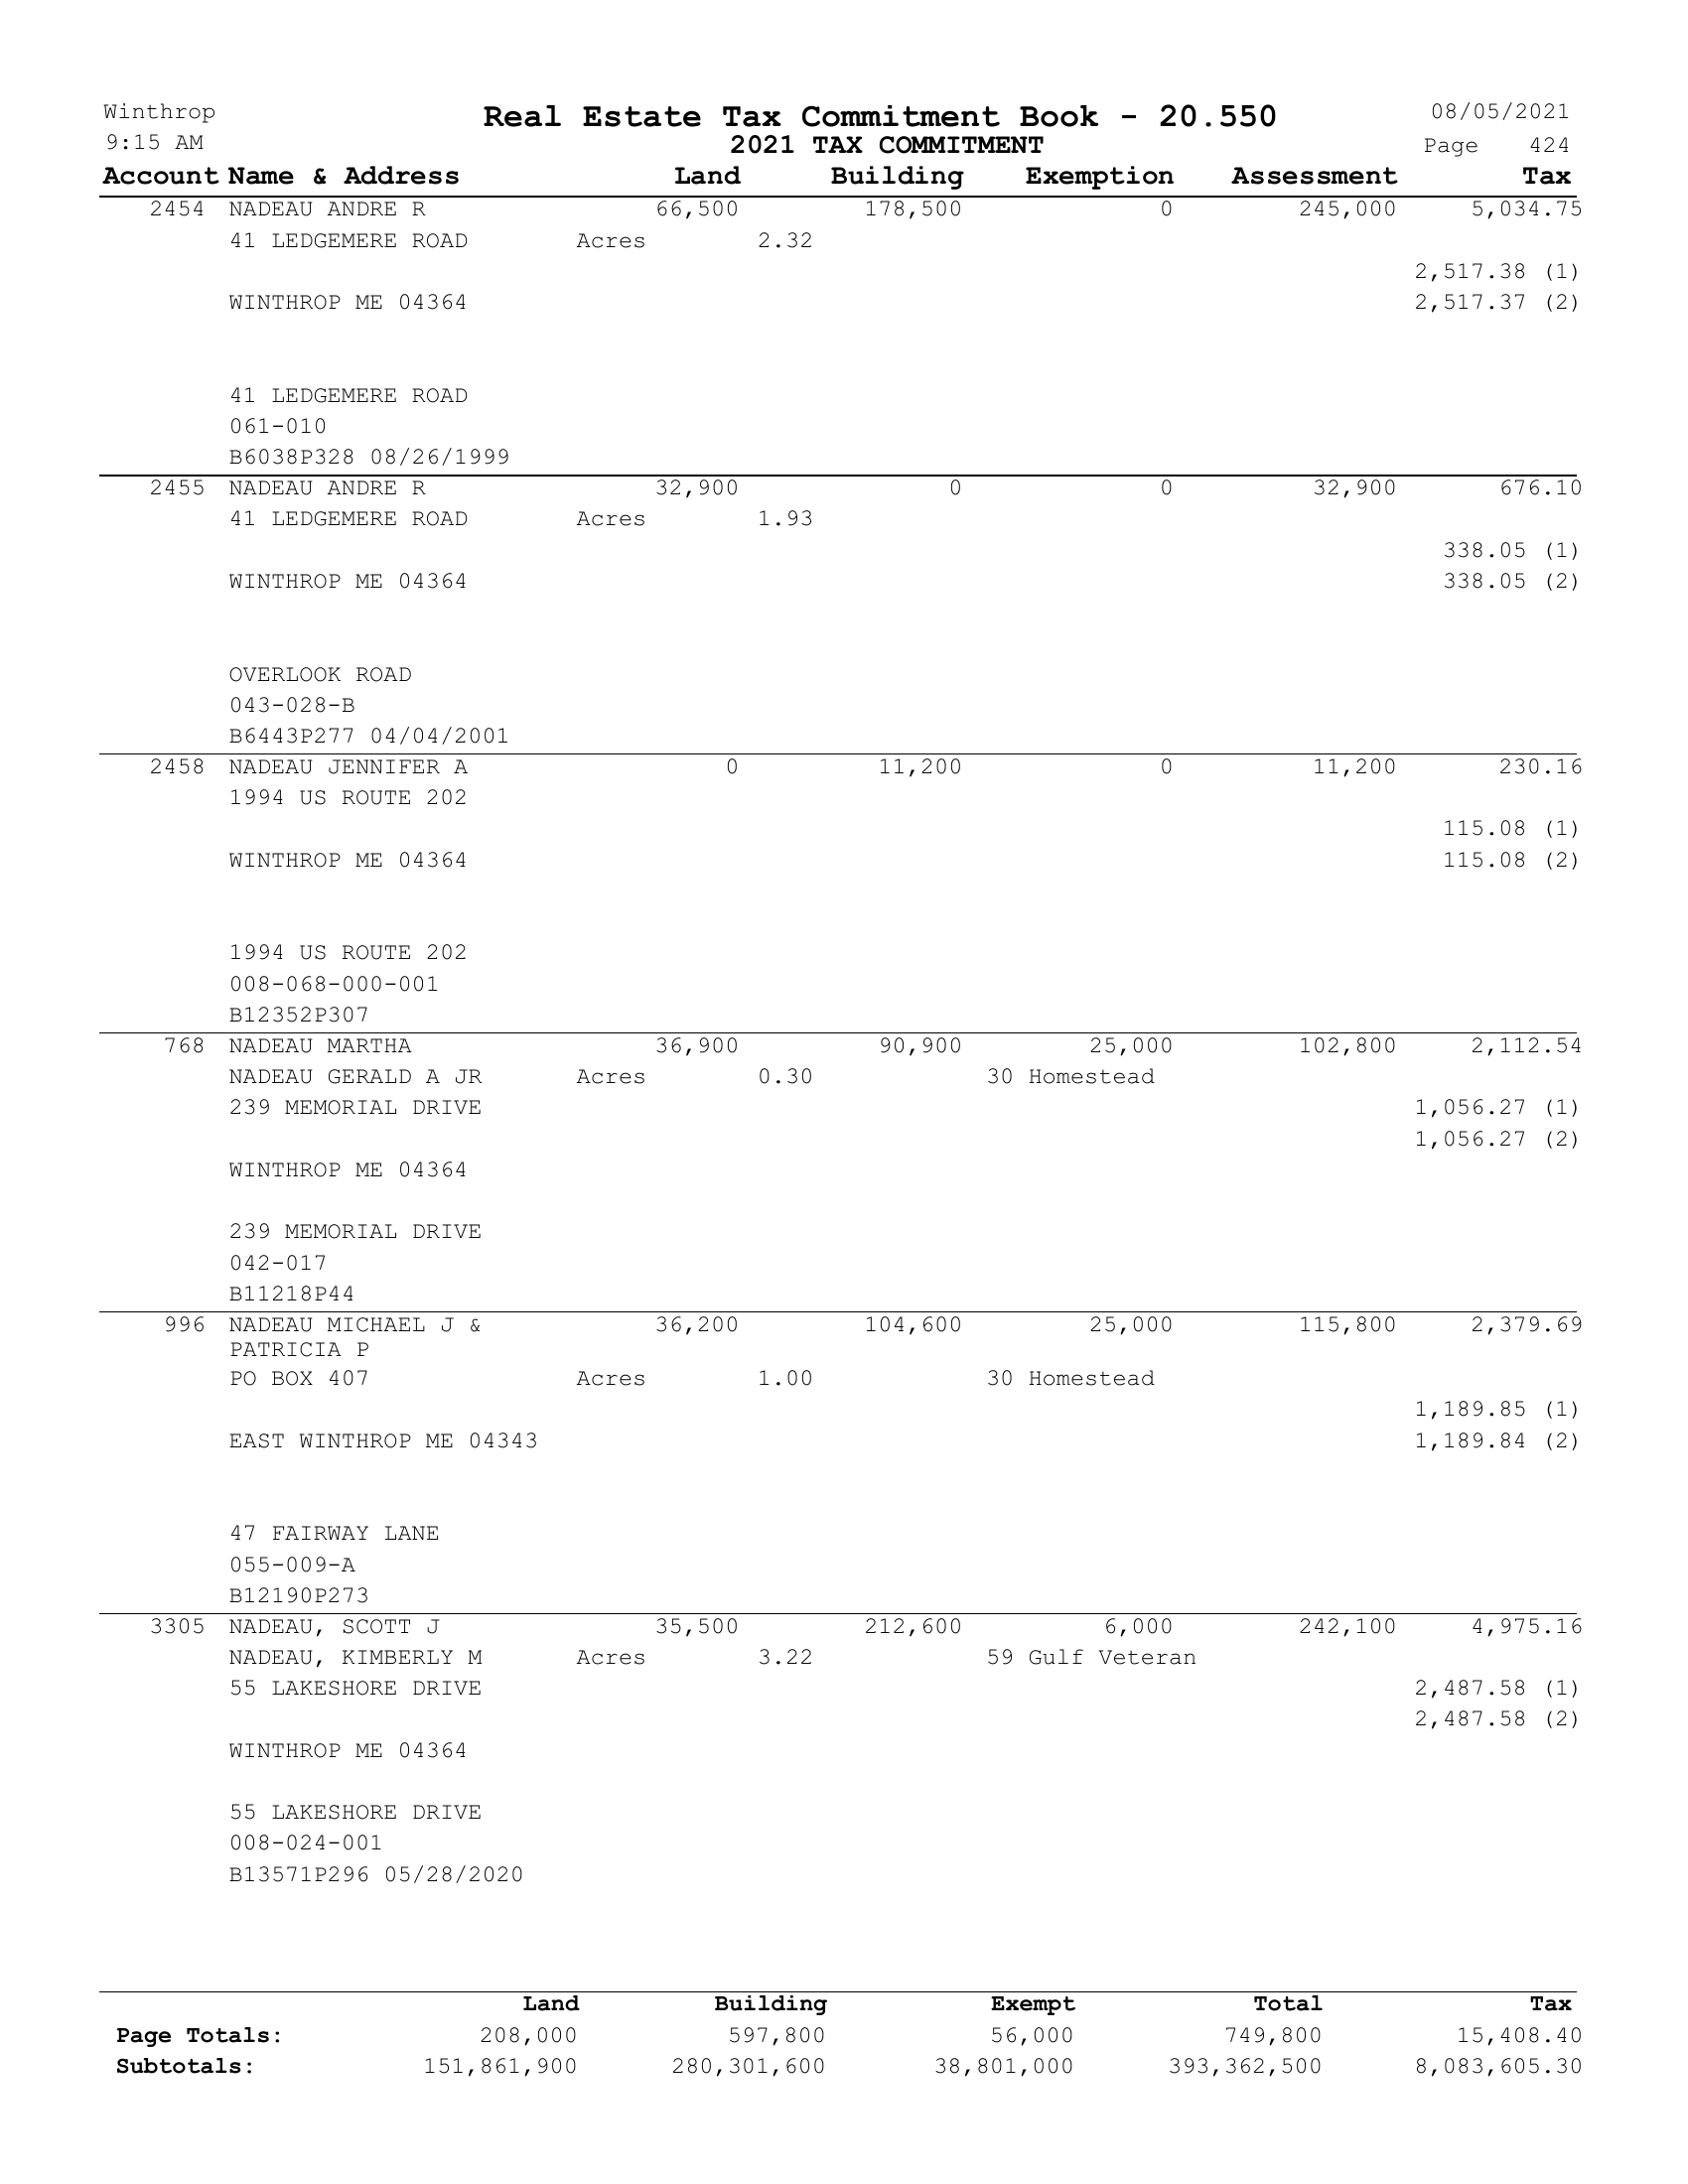 Winthrop Real Estate Tax Commitment Book - 20.550 08/05/2021
9:15 AM 2021 TAX COMMITMENT Page 424
Account Name & Address Land Building Exemption Assessment Tax
2454 NADEAU ANDRE R 66,500 178,500 0 245,000 5,034.75
41 LEDGEMERE ROAD Acres 2.32
2,517.38 (1)
WINTHROP ME 04364 2,517.37 (2)
41 LEDGEMERE ROAD
061-010
B6038P328 08/26/1999
2455 NADEAU ANDRE R 32,900 0 0 32,900 676.10
41 LEDGEMERE ROAD Acres 1.93
338.05 (1)
WINTHROP ME 04364 338.05 (2)
OVERLOOK ROAD
043-028-B
B6443P277 04/04/2001
2458 NADEAU JENNIFER A 0 11,200 0 11,200 230.16
1994 US ROUTE 202
115.08 (1)
WINTHROP ME 04364 115.08 (2)
1994 US ROUTE 202
008-068-000-001
B12352P307
768 NADEAU MARTHA 36,900 90,900 25,000 102,800 2,112.54
NADEAU GERALD A JR Acres 0.30 30 Homestead
239 MEMORIAL DRIVE 1,056.27 (1)
1,056.27 (2)
WINTHROP ME 04364
239 MEMORIAL DRIVE
042-017
B11218P44
996 NADEAU MICHAEL J & 36,200 104,600 25,000 115,800 2,379.69
PATRICIA P
PO BOX 407 Acres 1.00 30 Homestead
1,189.85 (1)
EAST WINTHROP ME 04343 1,189.84 (2)
47 FAIRWAY LANE
055-009-A
B12190P273
3305 NADEAU, SCOTT J 35,500 212,600 6,000 242,100 4,975.16
NADEAU, KIMBERLY M Acres 3.22 59 Gulf Veteran
55 LAKESHORE DRIVE 2,487.58 (1)
2,487.58 (2)
WINTHROP ME 04364
55 LAKESHORE DRIVE
008-024-001
B13571P296 05/28/2020
Land Building Exempt Total Tax
Page Totals: 208,000 597,800 56,000 749,800 15,408.40
Subtotals: 151,861,900 280,301,600 38,801,000 393,362,500 8,083,605.30